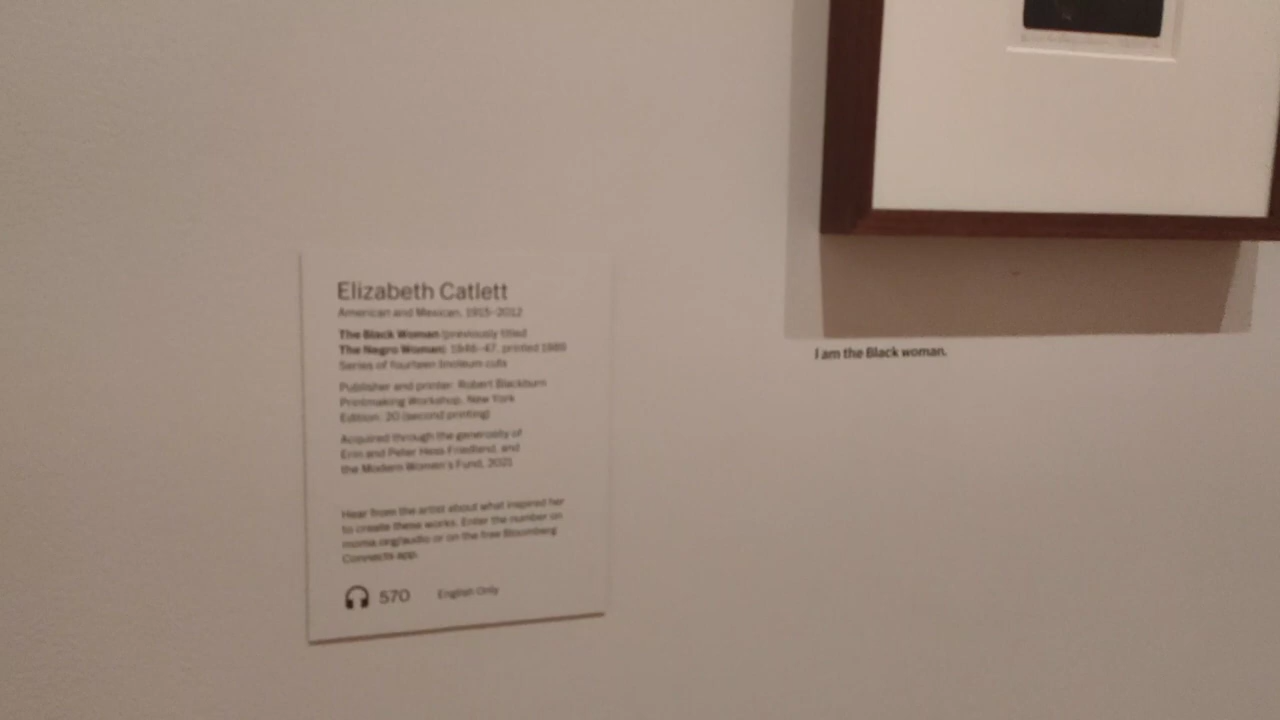 Elizabeth Catlett
American and Mexican, 1915–2012
The Black Woman (previously titled
The Negro Woman) 1946–47, printed 1989
Series of fourteen linoleum cuts
Publisher and printer: Robert Blackburn
Printmaking Workshop, New York
Edition: 20 (second printing)
Acquired through the generosity of
Erin and Peter Hess Friedland, and
the Modern Women's Fund, 2021
Hear from the artist about what inspired her
to create these works. Enter the number on
moma.org/audio or on the free Bloomberg
Connects app.
570 English Only
I am the Black woman.